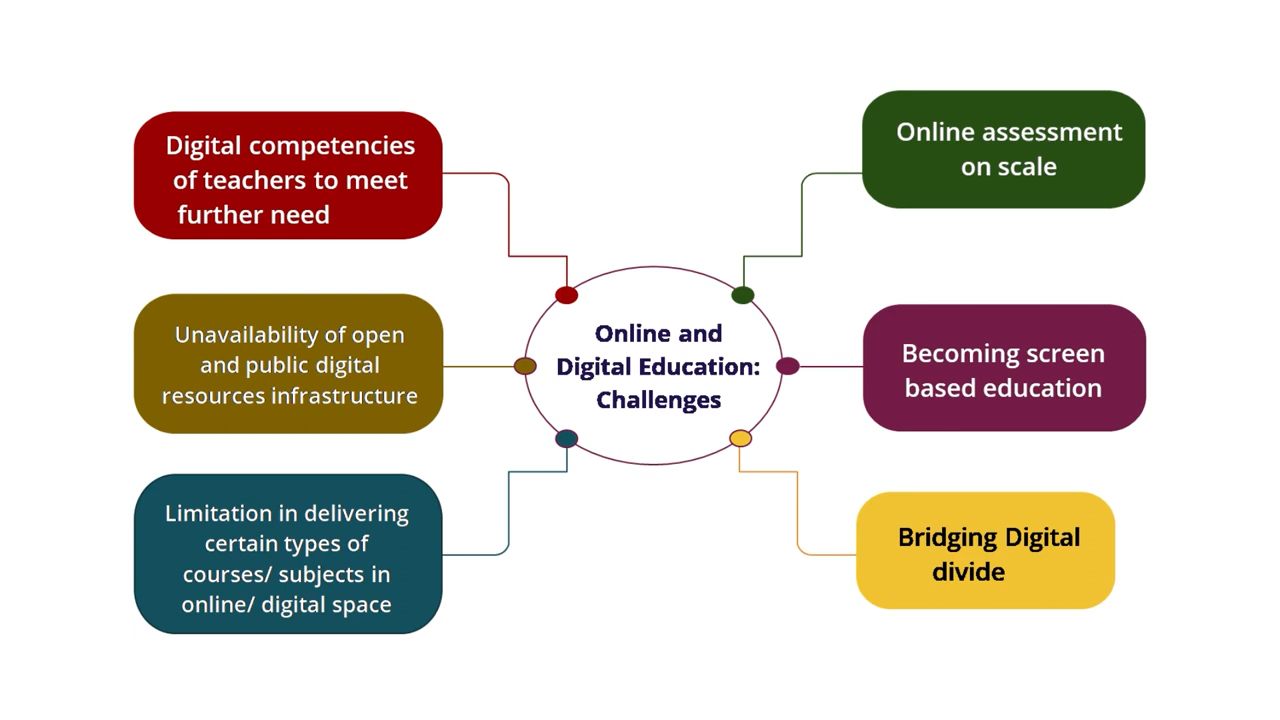 Digital competencies
of teachers to meet
further need
Unavailability of open
and public digital
resources infrastructure
Limitation in delivering
certain types of
courses/ subjects in
online/ digital space
Online and
Digital Education:
Challenges
Online assessment
on scale
Becoming screen
based education
Bridging Digital
divide